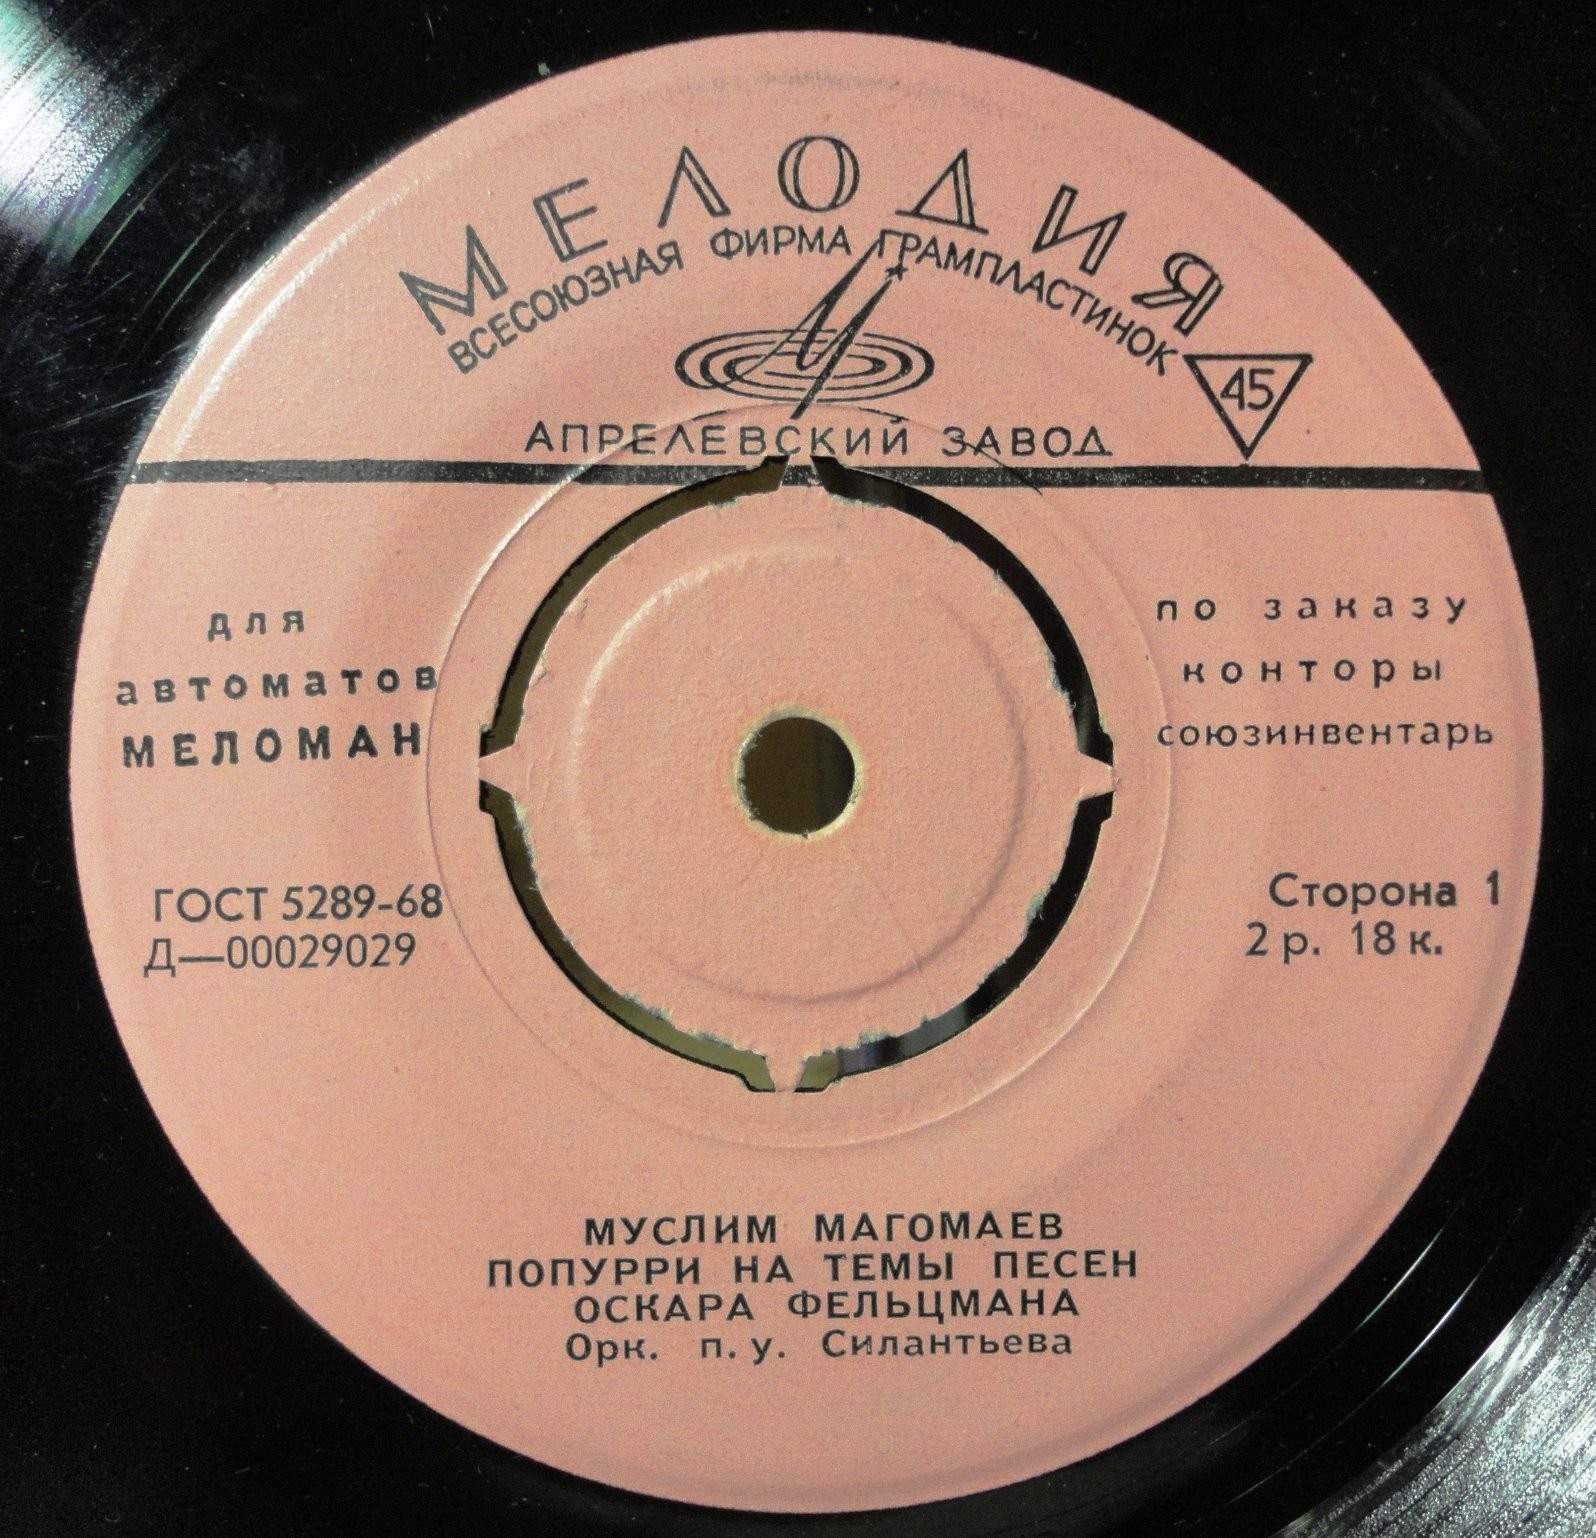 МЕЛОДИЯ
ВСЕСОЮЗНАЯ ФИРМА ГРАМПЛАСТИНОК
45
АПРЕЛЕВСКИЙ ЗАВОД
для
автоматов
МЕЛОМАН
по заказу
конторы
союзинвентарь
ГОСТ 5289-68
Д—00029029
Сторона 1
2 р. 18 к.
МУСЛИМ МАГОМАЕВ
ПОПУРРИ НА ТЕМЫ ПЕСЕН
ОСКАРА ФЕЛЬЦМАНА
Орк. п. у. Силантьева